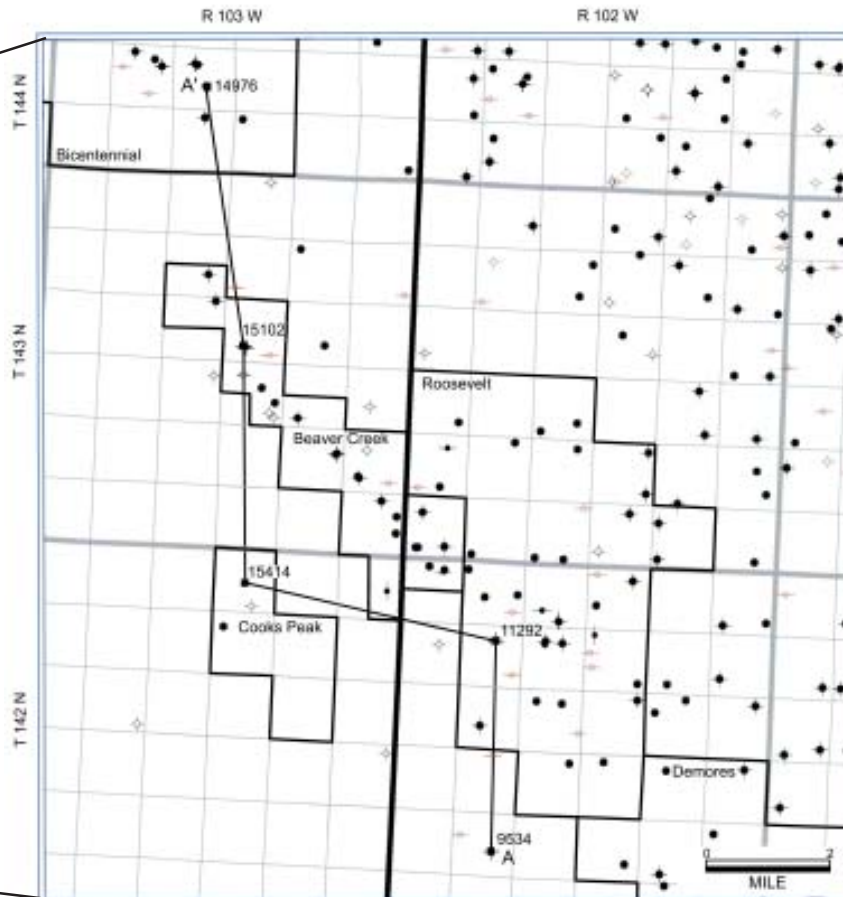 R 103 W
R 102 W
T 144 N
A' 14976
Bicentennial
15102
T 143 N
Roosevelt
Beaver Creek
15414
Cooks Peak
11292
T 142 N
Demores
9534
A
0 2
MILE